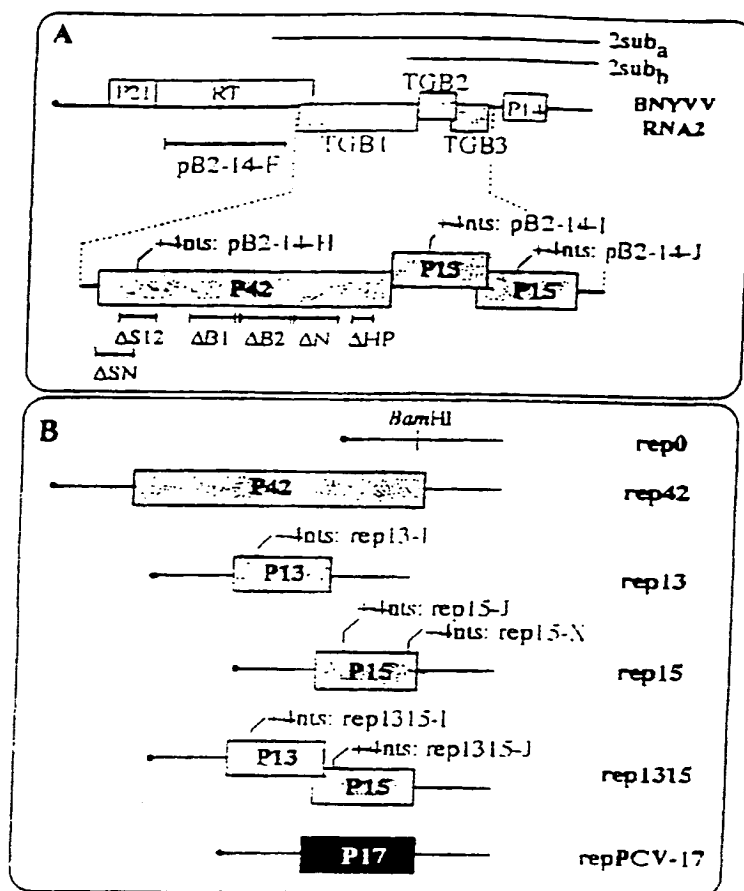 A
2sub a
2sub b
TGB2
P21 RT P14 BNYVV
RNA2
TGB1 TGB3
pB2-14-F
+4nts: pB2-14-H +4nts: pB2-14-I
+4nts: pB2-14-J
P42 P13 P15
ΔS12 ΔB1 ΔB2 ΔN ΔHP
ΔSN
B
BamHI
rep0
P42 rep42
+4nts: rep13-I
P13 rep13
+4nts: rep15-J
+4nts: rep15-X
P15 rep15
+4nts: rep1315-I
P13 +4nts: rep1315-J
P15 rep1315
P17 repPCV-17